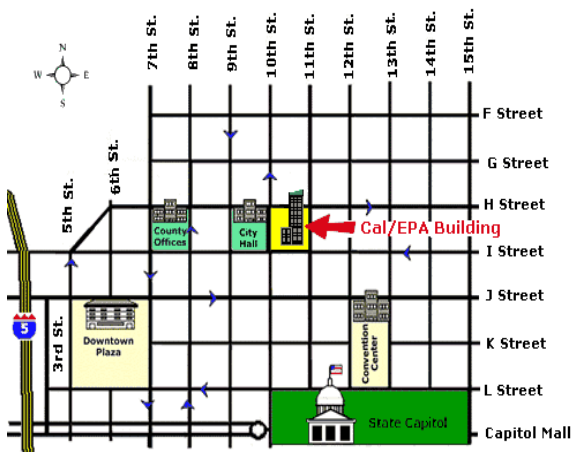 N
W E
S
7th St.
8th St.
9th St.
10th St.
11th St.
12th St.
13th St.
14th St.
15th St.
F Street
6th St.
G Street
5th St.
H Street
County
Offices
City
Hall
Cal/EPA Building
I Street
J Street
5
3rd St.
Downtown
Plaza
Convention
Center
K Street
L Street
State Capitol
Capitol Mall